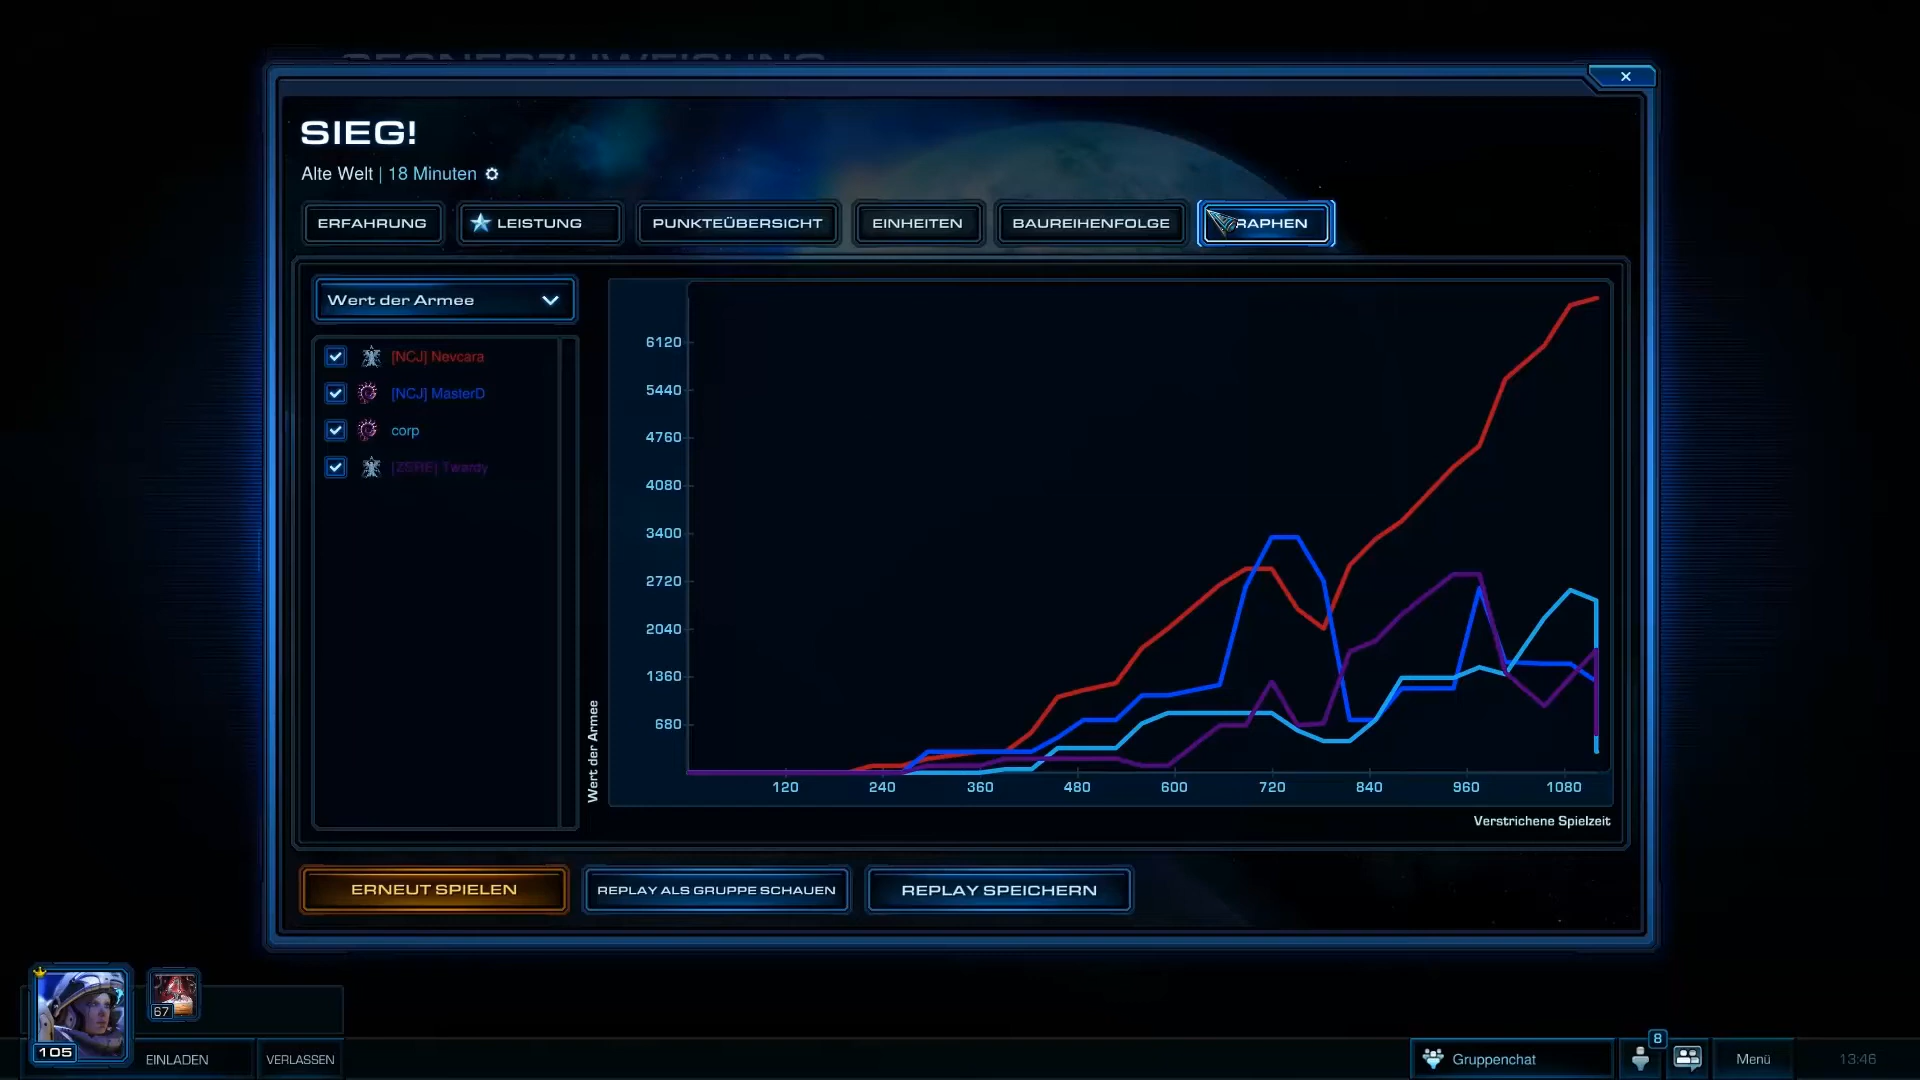 SIEG!
Alte Welt | 18 Minuten
ERFAHRUNG
LEISTUNG
PUNKTEÜBERSICHT
EINHEITEN
BAUREIHENFOLGE
RAPHEN
Wert der Armee
[NCJ] Nevcara
[NCJ] MasterD
corp
Twardy
6120
5440
4760
4080
3400
2720
2040
1360
680
Wert der Armee
120
240
360
480
600
720
840
960
1080
Verstrichene Spielzeit
ERNEUT SPIELEN
REPLAY ALS GRUPPE SCHAUEN
REPLAY SPEICHERN
67
105
EINLADEN
VERLASSEN
Gruppenchat
8
Menü
13:46